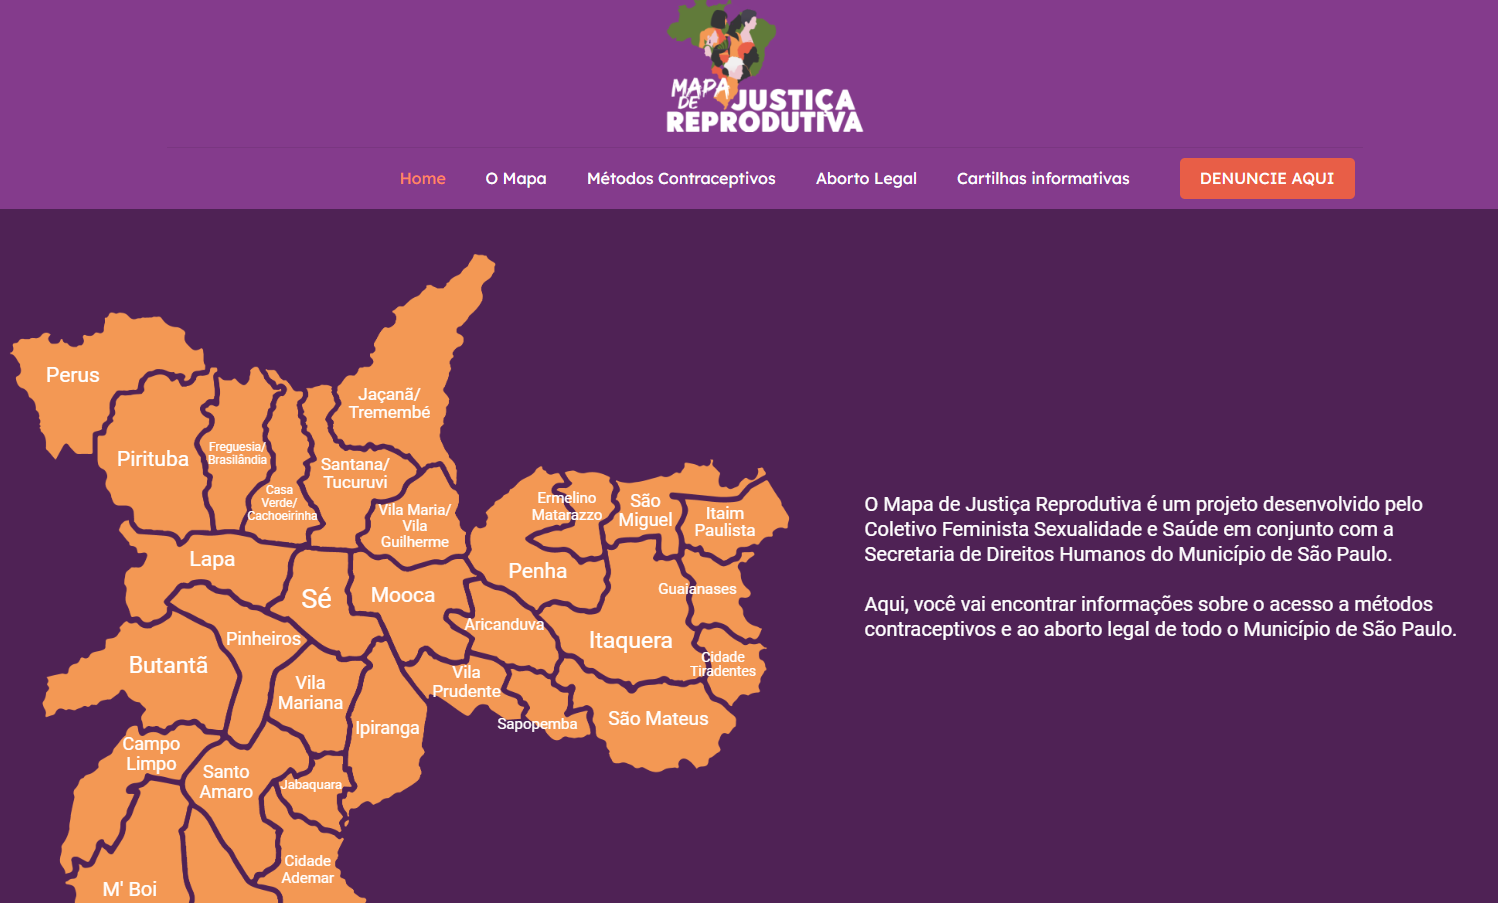 MAPA
DE JUSTIÇA
REPRODUTIVA
Home O Mapa Métodos Contraceptivos Aborto Legal Cartilhas informativas DENUNCIE AQUI
Perus
Jaçanã/
Tremembé
Pirituba
Freguesia/
Brasilândia
Casa
Verde/
Cachoeirinha
Santana/
Tucuruvi
Vila Maria/
Vila
Guilherme
Ermelino
Matarazzo
São
Miguel
Itaim
Paulista
Lapa
Sé
Mooca
Penha
Guaianases
Aricanduva
Itaquera
Pinheiros
Butantã
Cidade
Tiradentes
Vila
Mariana
Vila
Prudente
Ipiranga
Sapopemba
São Mateus
Campo
Limpo
Santo
Amaro
Jabaquara
Cidade
Ademar
M' Boi
O Mapa de Justiça Reprodutiva é um projeto desenvolvido pelo
Coletivo Feminista Sexualidade e Saúde em conjunto com a
Secretaria de Direitos Humanos do Município de São Paulo.
Aqui, você vai encontrar informações sobre o acesso a métodos
contraceptivos e ao aborto legal de todo o Município de São Paulo.